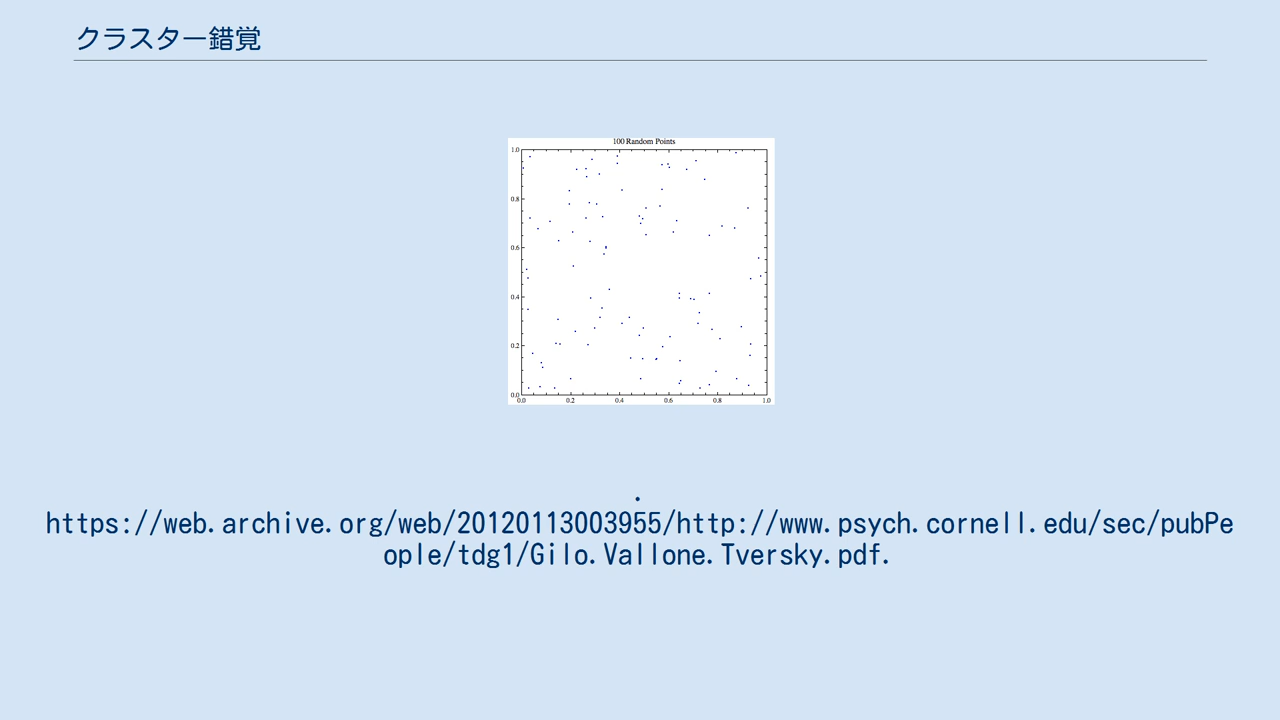 クラスター錯覚
100 Random Points
1.0
0.8
0.6
0.4
0.2
0.0
0.0 0.2 0.4 0.6 0.8 1.0
.
https://web.archive.org/web/20120113003955/http://www.psych.cornell.edu/sec/pubPe
ople/tdg1/Gilo.Vallone.Tversky.pdf.